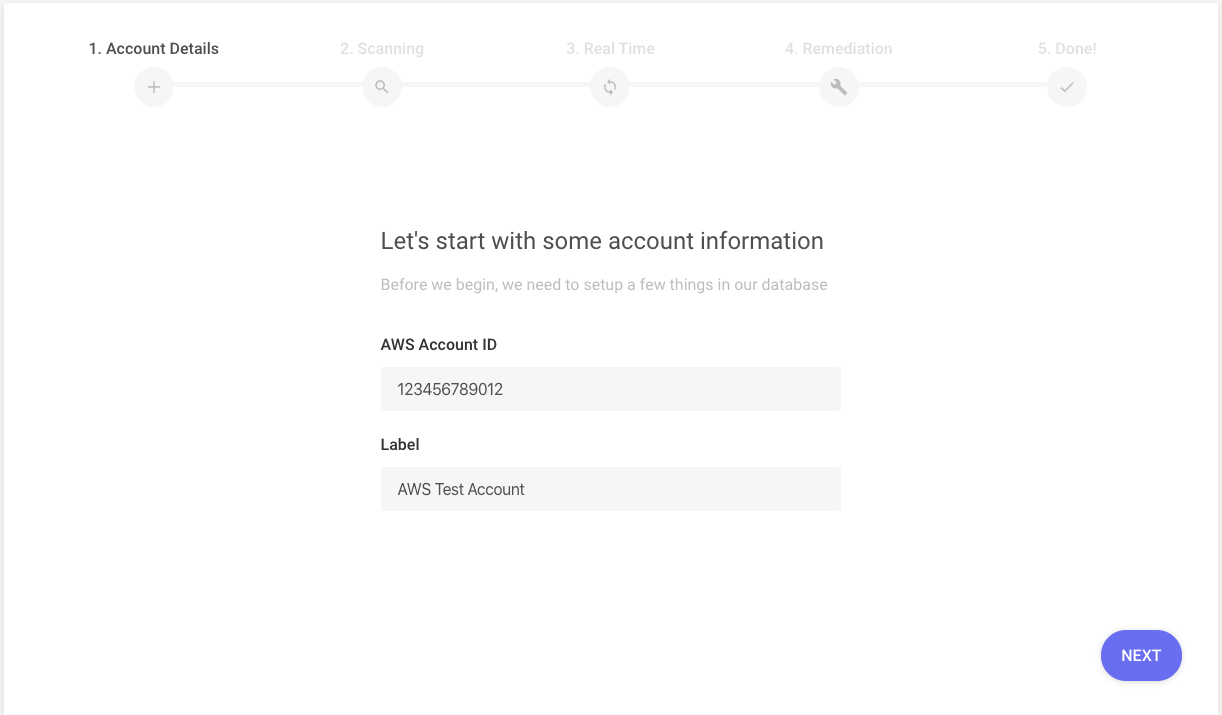 1. Account Details
2. Scanning
3. Real Time
4. Remediation
5. Done!
Let's start with some account information
Before we begin, we need to setup a few things in our database
AWS Account ID
123456789012
Label
AWS Test Account
NEXT